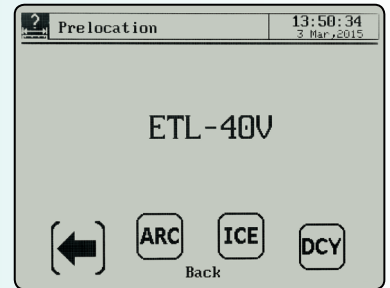 ?
Prelocation
13:50:34
3 Mar,2015
ETL-40V
ARC
ICE
DCY
Back